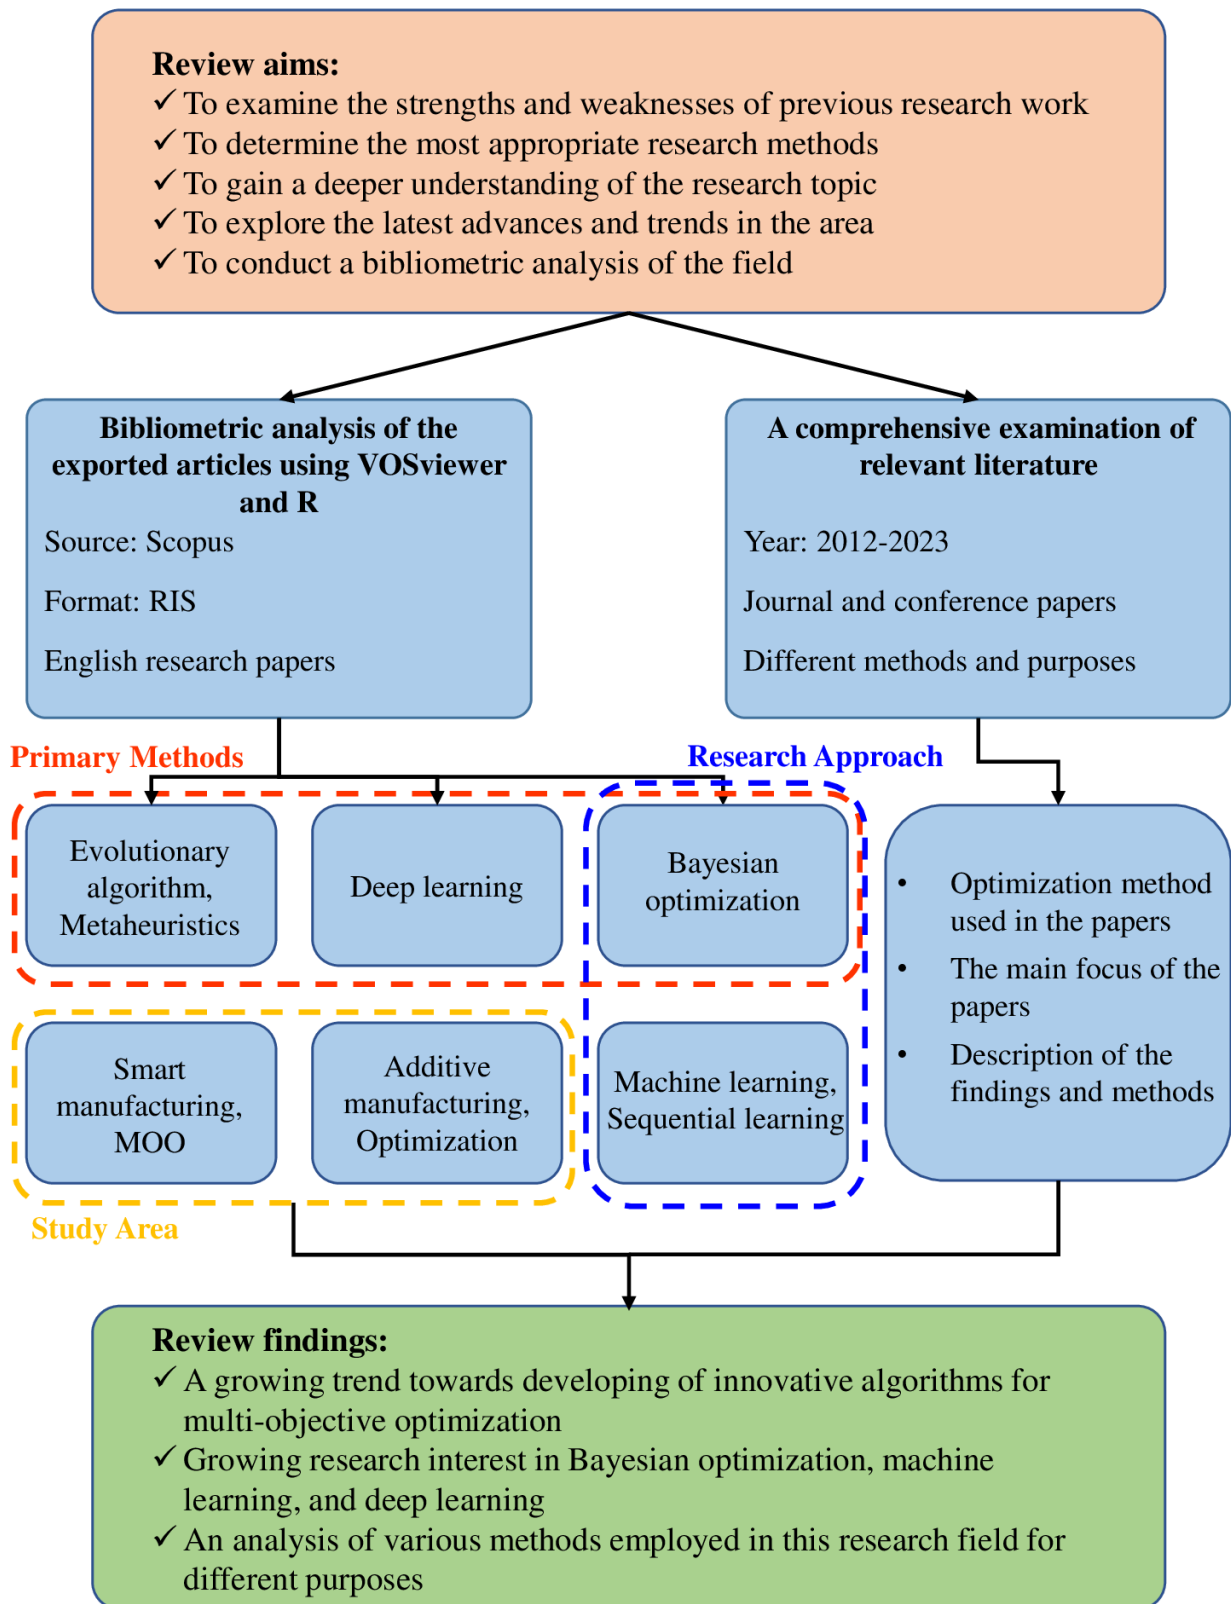 Review aims:
✓ To examine the strengths and weaknesses of previous research work
✓ To determine the most appropriate research methods
✓ To gain a deeper understanding of the research topic
✓ To explore the latest advances and trends in the area
✓ To conduct a bibliometric analysis of the field
Bibliometric analysis of the
exported articles using VOSviewer
and R
Source: Scopus
Format: RIS
English research papers
A comprehensive examination of
relevant literature
Year: 2012-2023
Journal and conference papers
Different methods and purposes
Primary Methods
Research Approach
Evolutionary
algorithm,
Metaheuristics
Deep learning
Bayesian
optimization
• Optimization method
used in the papers
• The main focus of the
papers
• Description of the
findings and methods
Smart
manufacturing,
MOO
Additive
manufacturing,
Optimization
Machine learning,
Sequential learning
Study Area
Review findings:
✓ A growing trend towards developing of innovative algorithms for
multi-objective optimization
✓ Growing research interest in Bayesian optimization, machine
learning, and deep learning
✓ An analysis of various methods employed in this research field for
different purposes